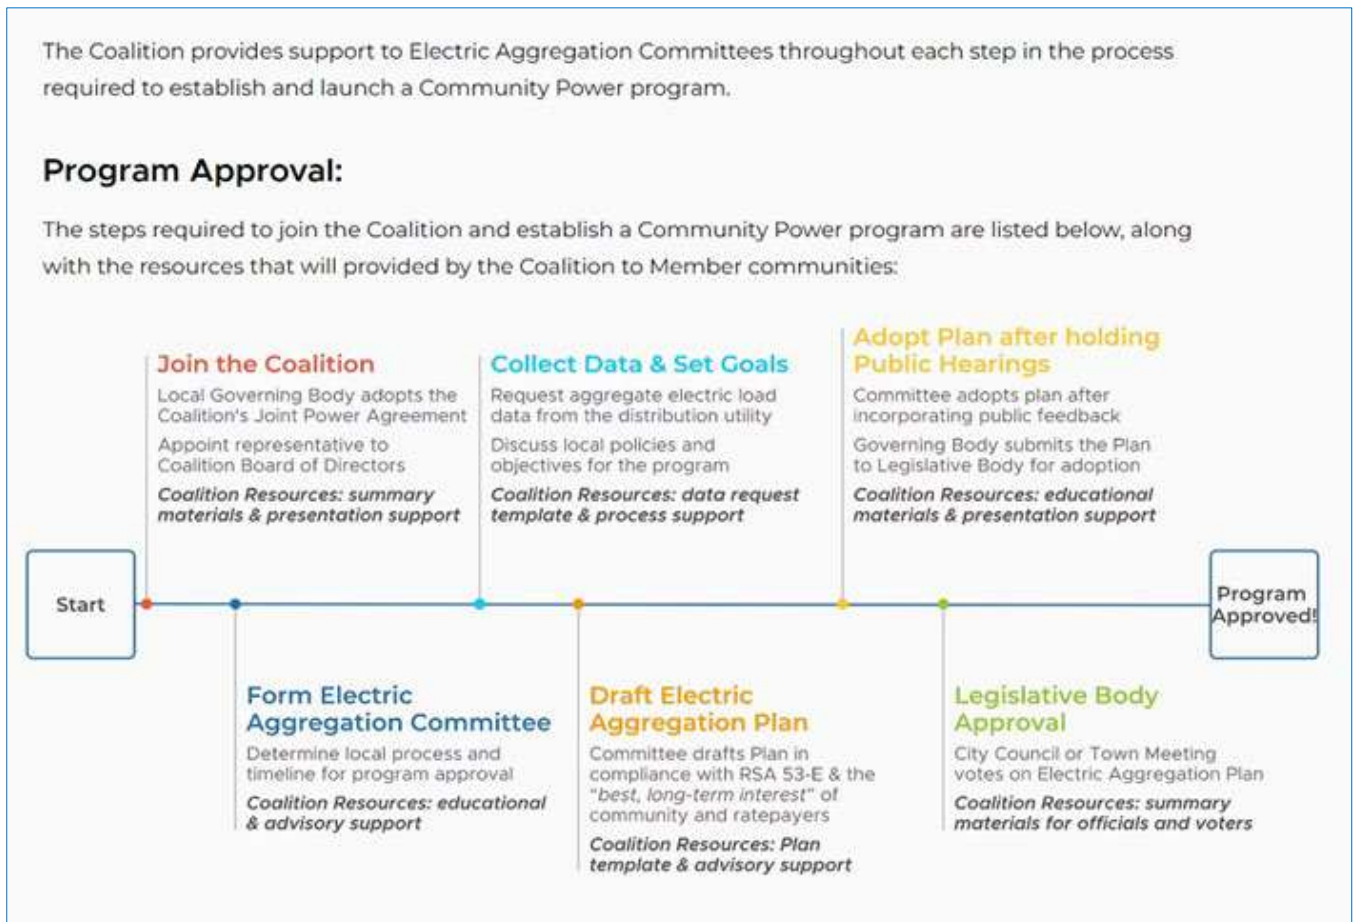 The Coalition provides support to Electric Aggregation Committees throughout each step in the process
required to establish and launch a Community Power program.
Program Approval:
The steps required to join the Coalition and establish a Community Power program are listed below, along
with the resources that will provided by the Coalition to Member communities:
Join the Coalition
Local Governing Body adopts the
Coalition's Joint Power Agreement
Appoint representative to
Coalition Board of Directors
Coalition Resources: summary
materials & presentation support
Collect Data & Set Goals
Request aggregate electric load
data from the distribution utility
Discuss local policies and
objectives for the program
Coalition Resources: data request
template & process support
Adopt Plan after holding
Public Hearings
Committee adopts plan after
incorporating public feedback
Governing Body submits the Plan
to Legislative Body for adoption
Coalition Resources: educational
materials & presentation support
Start
Program
Approved!
Form Electric
Aggregation Committee
Determine local process and
timeline for program approval
Coalition Resources: educational
& advisory support
Draft Electric
Aggregation Plan
Committee drafts Plan in
compliance with RSA 53-E & the
"best, long-term interest" of
community and ratepayers
Coalition Resources: Plan
template & advisory support
Legislative Body
Approval
City Council or Town Meeting
votes on Electric Aggregation Plan
Coalition Resources: summary
materials for officials and voters